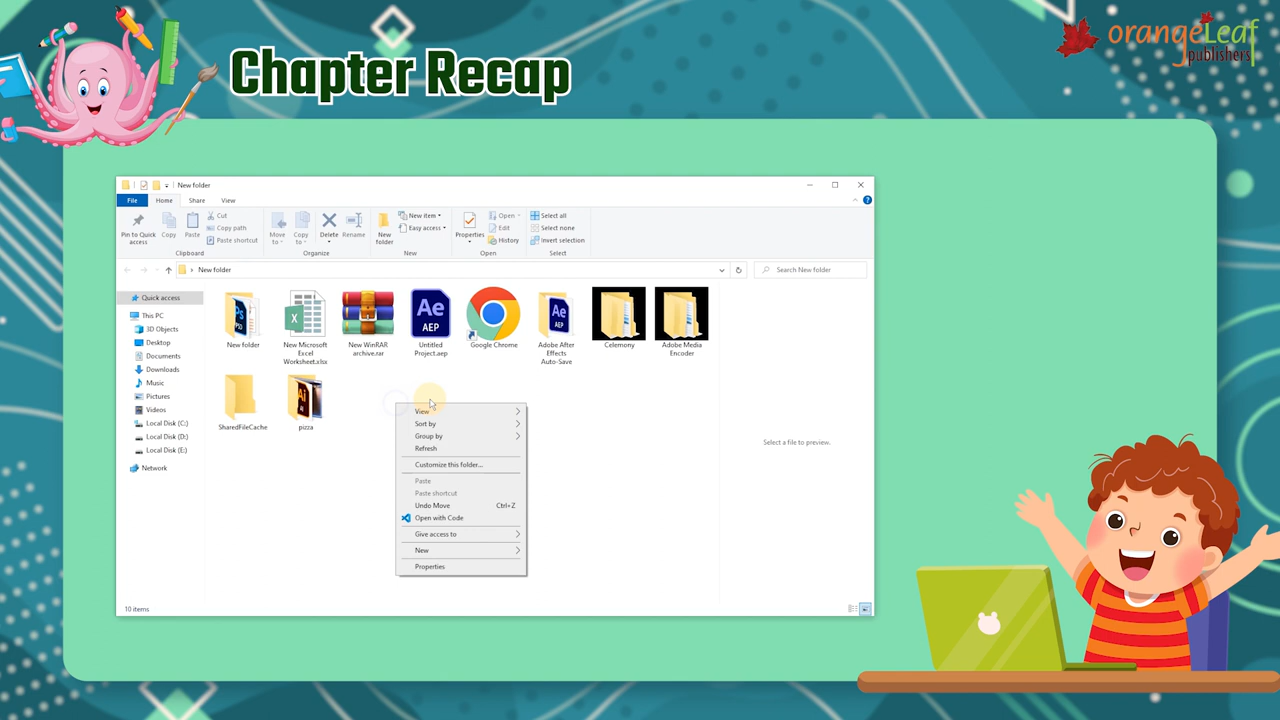 Chapter Recap
orangeLeaf
publishers
New folder
File Home Share View
Pin to Quick access
Copy
Paste
Cut
Copy path
Paste shortcut
Clipboard
Move to
Copy to
Delete
Rename
Organize
New folder
New item
Easy access
New
Properties
Open
Edit
History
Open
Select all
Select none
Invert selection
Select
New folder
Search New folder
Quick access
This PC
3D Objects
Desktop
Documents
Downloads
Music
Pictures
Videos
Local Disk (C:)
Local Disk (D:)
Local Disk (E:)
Network
Ps
New folder
New Microsoft
Excel
Worksheet.xlsx
New WinRAR
archive.rar
Ae
AEP
Untitled
Project.aep
Google Chrome
Ae
AEP
Adobe After
Effects
Auto-Save
Celemony
Adobe Media
Encoder
SharedFileCache
Ai
pizza
View
Sort by
Group by
Refresh
Customize this folder...
Paste
Paste shortcut
Undo Move Ctrl+Z
Open with Code
Give access to
New
Properties
Select a file to preview.
10 items